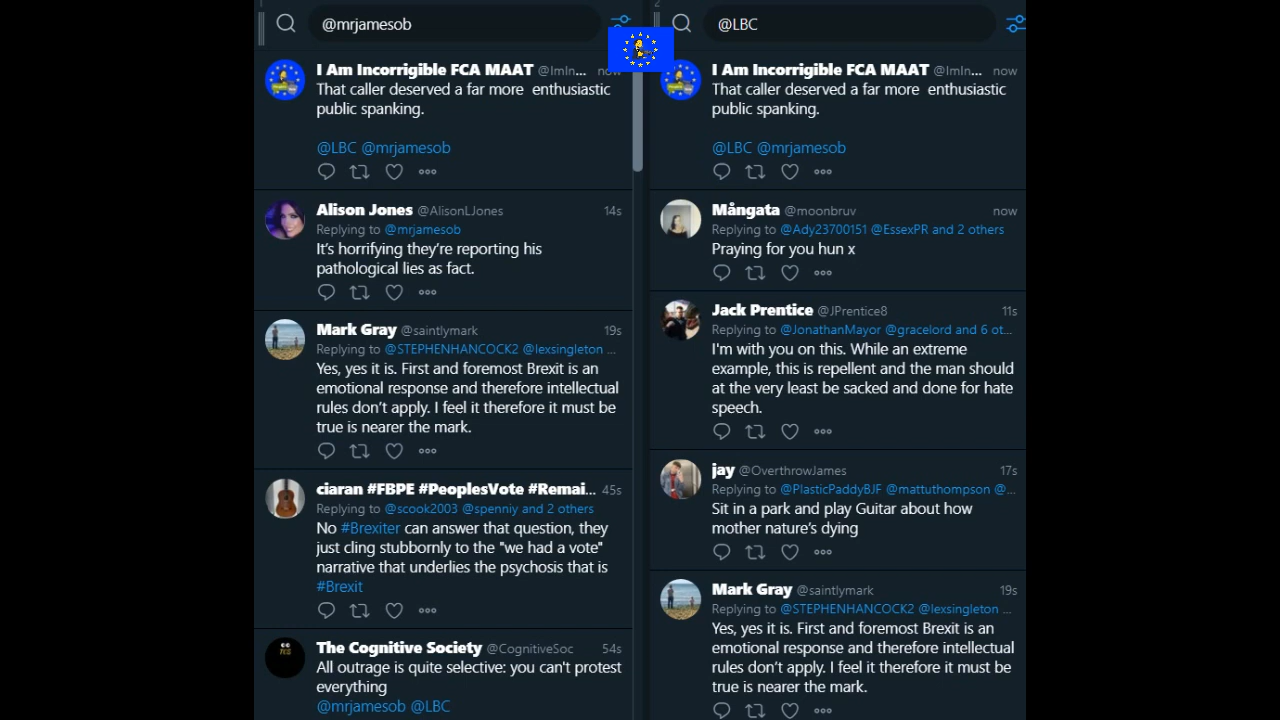 1
@mrjamesob
I Am Incorrigible FCA MAAT @ImIn... now
That caller deserved a far more enthusiastic
public spanking.
@LBC @mrjamesob
Alison Jones @AlisonLJones 14s
Replying to @mrjamesob
It's horrifying they're reporting his
pathological lies as fact.
Mark Gray @saintlymark 19s
Replying to @STEPHENHANCOCK2 @lexsingleton ...
Yes, yes it is. First and foremost Brexit is an
emotional response and therefore intellectual
rules don't apply. I feel it therefore it must be
true is nearer the mark.
ciaran #FBPE #PeoplesVote #Remai... 45s
Replying to @scook2003 @spenniy and 2 others
No #Brexiter can answer that question, they
just cling stubbornly to the "we had a vote"
narrative that underlies the psychosis that is
#Brexit
The Cognitive Society @CognitiveSoc 54s
All outrage is quite selective: you can't protest
everything
@mrjamesob @LBC
2
@LBC
I Am Incorrigible FCA MAAT @ImIn... now
That caller deserved a far more enthusiastic
public spanking.
@LBC @mrjamesob
Mångata @moonbruv now
Replying to @Ady23700151 @EssexPR and 2 others
Praying for you hun x
Jack Prentice @JPrentice8 11s
Replying to @JonathanMayor @gracelord and 6 ot...
I'm with you on this. While an extreme
example, this is repellent and the man should
at the very least be sacked and done for hate
speech.
jay @OverthrowJames 17s
Replying to @PlasticPaddyBJF @mattuthompson @...
Sit in a park and play Guitar about how
mother nature's dying
Mark Gray @saintlymark 19s
Replying to @STEPHENHANCOCK2 @lexsingleton ...
Yes, yes it is. First and foremost Brexit is an
emotional response and therefore intellectual
rules don't apply. I feel it therefore it must be
true is nearer the mark.